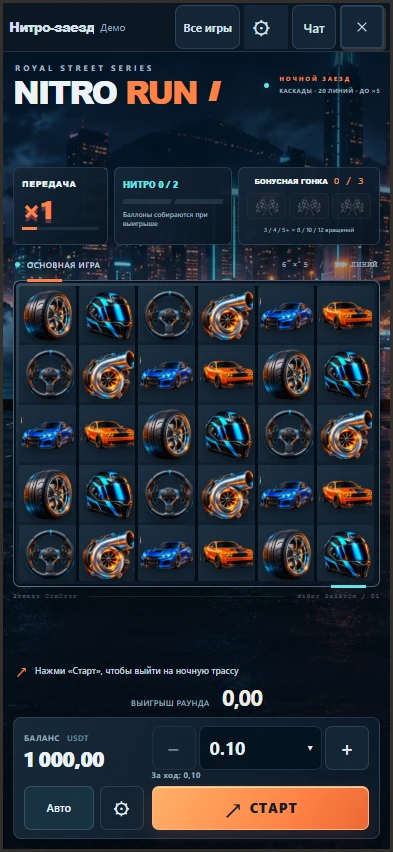 Нитро-заезд Демо
Все игры
Чат
ROYAL STREET SERIES
NITRO RUN
НОЧНОЙ ЗАЕЗД
КАСКАДЫ · 20 ЛИНИЙ · ДО ×5
ПЕРЕДАЧА
×1
НИТРО 0 / 2
Баллоны собираются при выигрыше
БОНУСНАЯ ГОНКА 0 / 3
3 / 4 / 5+ = 8 / 10 / 12 вращений
ОСНОВНАЯ ИГРА
6 × 5
ЛИНИЙ
Нажми «Старт», чтобы выйти на ночную трассу
ВЫИГРЫШ РАУНДА 0,00
БАЛАНС USDT
1 000,00
− 0.10 +
За ход: 0,10
Авто
СТАРТ